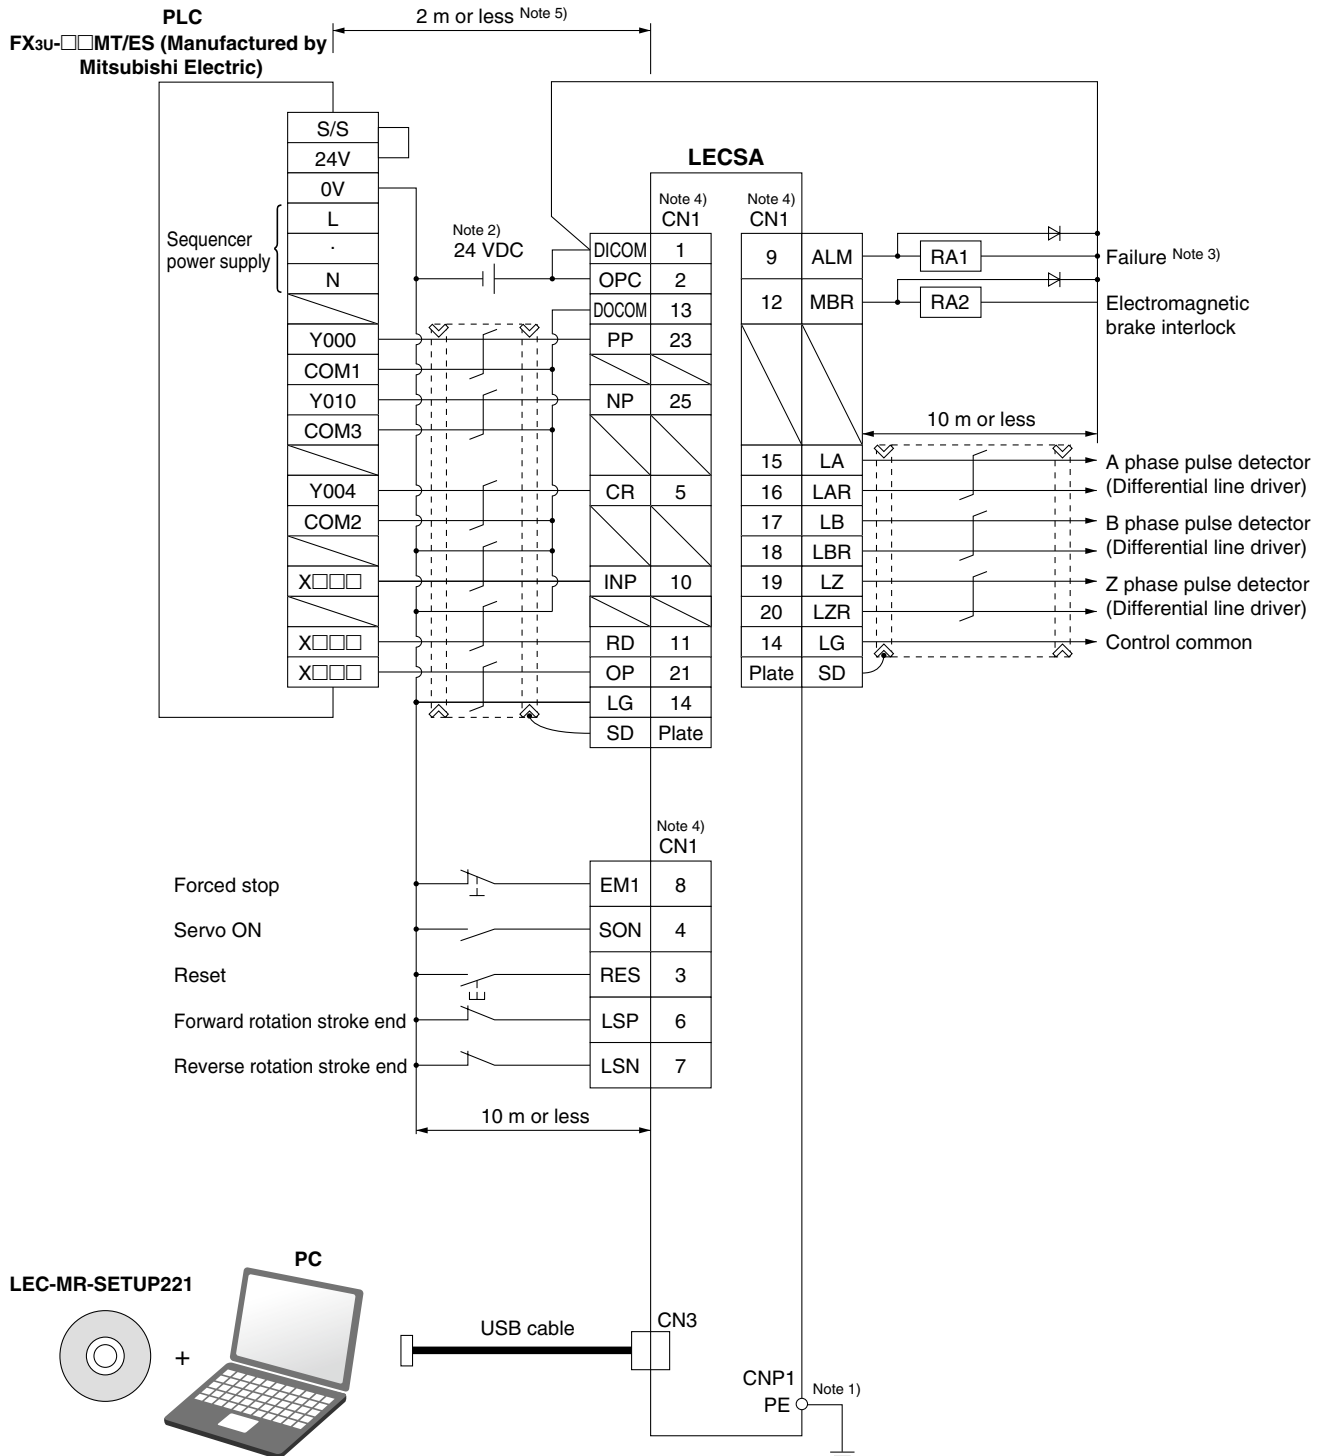 PLC
FX3U-□□MT/ES (Manufactured by
Mitsubishi Electric)
2 m or less Note 5)
S/S
24V
0V
L
·
N
Sequencer
power supply
Y000
COM1
Y010
COM3
Y004
COM2
X□□□
X□□□
X□□□
Note 2)
24 VDC
LECSA
Note 4)
CN1
DICOM 1
OPC 2
DOCOM 13
PP 23
NP 25
CR 5
INP 10
RD 11
OP 21
LG 14
SD Plate
Note 4)
CN1
9 ALM
12 MBR
15 LA
16 LAR
17 LB
18 LBR
19 LZ
20 LZR
14 LG
Plate SD
RA1
RA2
Failure Note 3)
Electromagnetic
brake interlock
10 m or less
A phase pulse detector
(Differential line driver)
B phase pulse detector
(Differential line driver)
Z phase pulse detector
(Differential line driver)
Control common
Note 4)
CN1
Forced stop
EM1 8
Servo ON
SON 4
Reset
RES 3
Forward rotation stroke end
LSP 6
Reverse rotation stroke end
LSN 7
10 m or less
PC
LEC-MR-SETUP221
+
USB cable
CN3
CNP1
PE
Note 1)